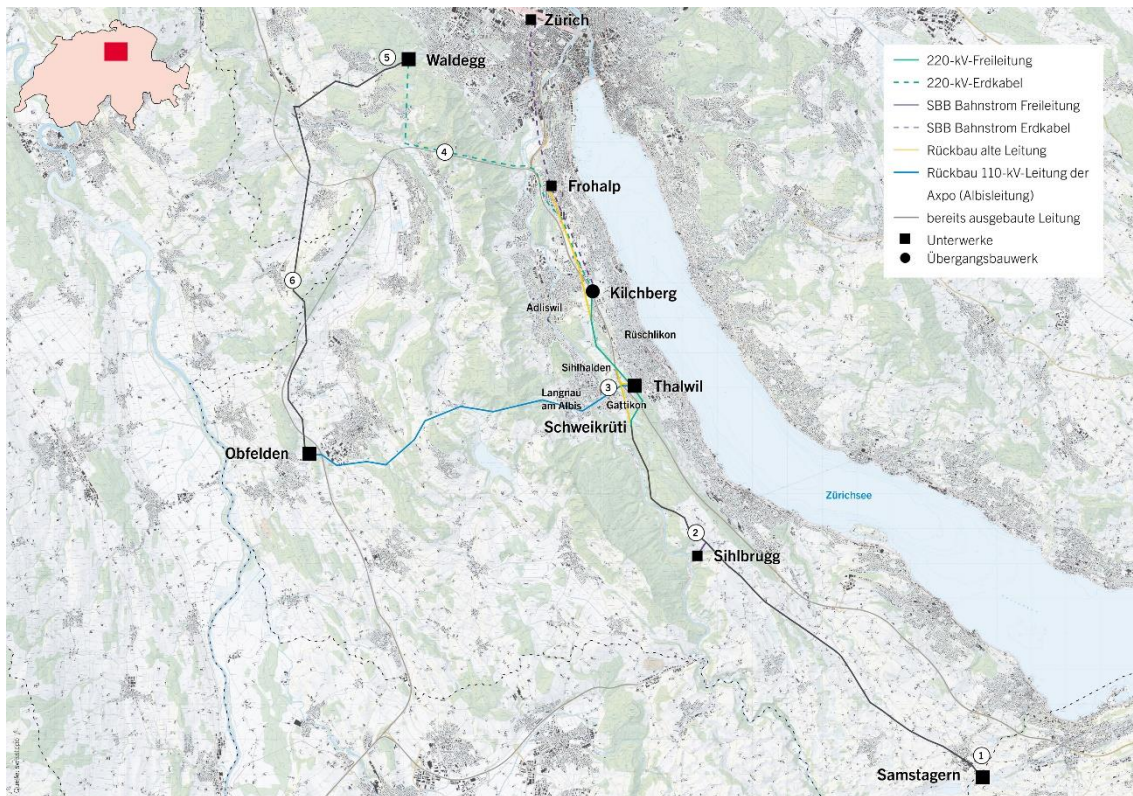 Zürich
5
Waldegg
4
Frohalp
220-kV-Freileitung
220-kV-Erdkabel
SBB Bahnstrom Freileitung
SBB Bahnstrom Erdkabel
Rückbau alte Leitung
Rückbau 110-kV-Leitung der
Axpo (Albisleitung)
bereits ausgebaute Leitung
Unterwerke
Übergangsbauwerk
6
Kilchberg
Adliswil
Rüschlikon
Sihlhalden
3
Thalwil
Langnau
am Albis
Gattikon
Schweikrüti
Obfelden
Zürichsee
2
Sihlbrugg
1
Samstagern